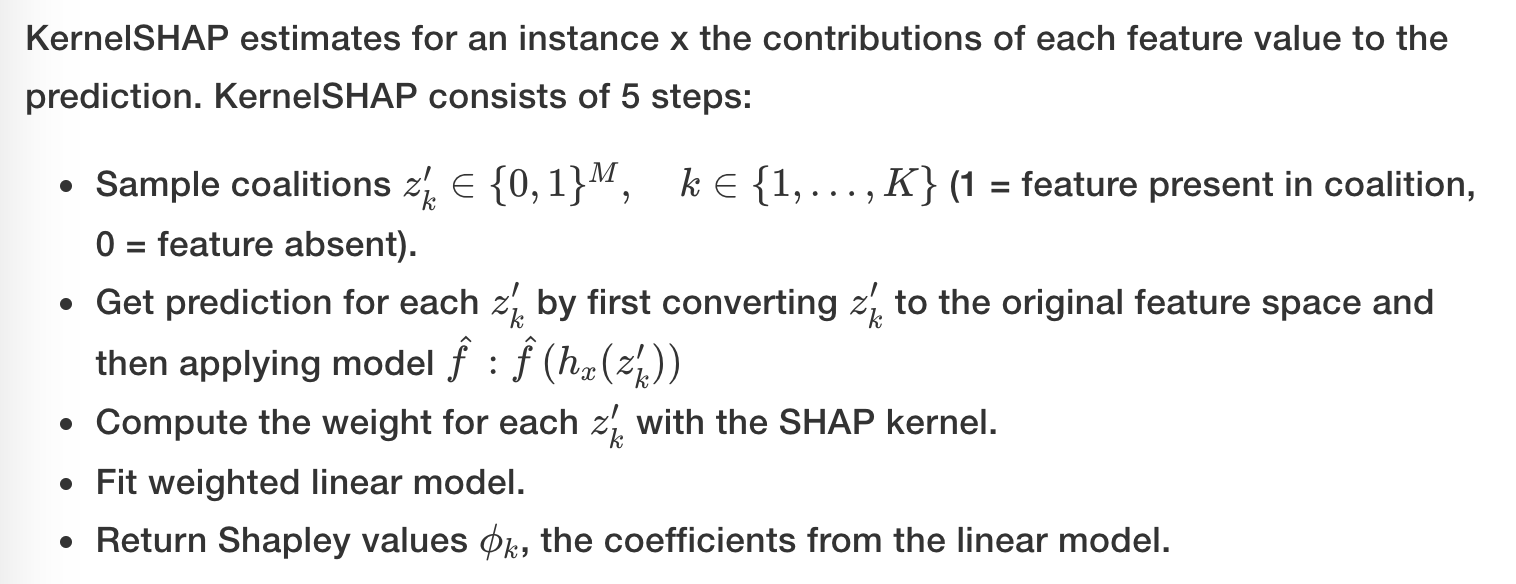 KernelSHAP estimates for an instance x the contributions of each feature value to the
prediction. KernelSHAP consists of 5 steps:
• Sample coalitions $z'_k \in \{0,1\}^M, \quad k \in \{1,\ldots,K\}$ (1 = feature present in coalition,
0 = feature absent).
• Get prediction for each $z'_k$ by first converting $z'_k$ to the original feature space and
then applying model $\hat{f} : \hat{f}(h_x(z'_k))$
• Compute the weight for each $z'_k$ with the SHAP kernel.
• Fit weighted linear model.
• Return Shapley values $\phi_k$, the coefficients from the linear model.